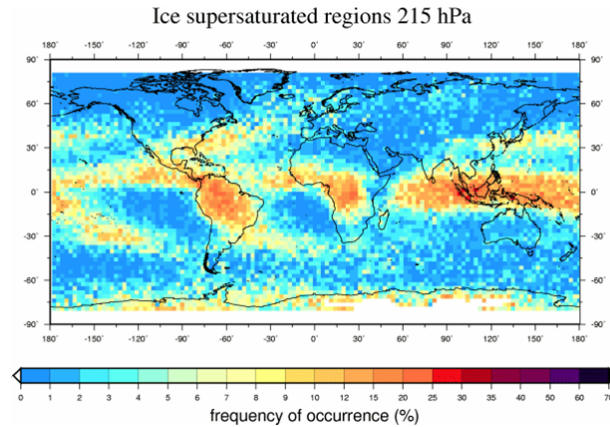 Ice supersaturated regions 215 hPa
-180˚ -150˚ -120˚ -90˚ -60˚ -30˚ 0˚ 30˚ 60˚ 90˚ 120˚ 150˚ 180˚
90˚ 90˚
60˚ 60˚
30˚ 30˚
0˚ 0˚
-30˚ -30˚
-60˚ -60˚
-90˚ -90˚
-180˚ -150˚ -120˚ -90˚ -60˚ -30˚ 0˚ 30˚ 60˚ 90˚ 120˚ 150˚ 180˚
0 1 2 3 4 5 6 7 8 9 10 12 15 20 25 30 35 40 50 60 70
frequency of occurrence (%)